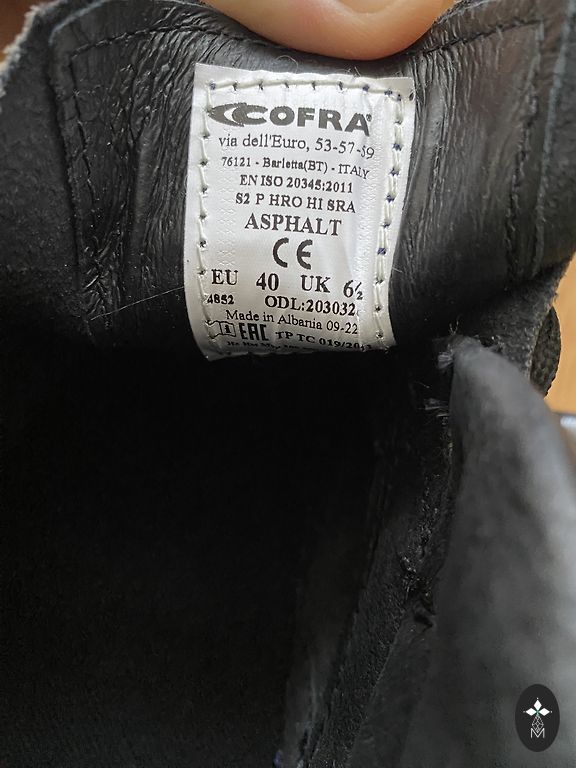 COFRA
via dell'Euro, 53-57-59
76121 - Barletta(BT) - ITALY
EN ISO 20345:2011
S2 P HRO HI SRA
ASPHALT
CE
EU 40 UK 6½
4852 ODL:203032
Made in Albania 09-22
EAC TP TC 019/2011
M